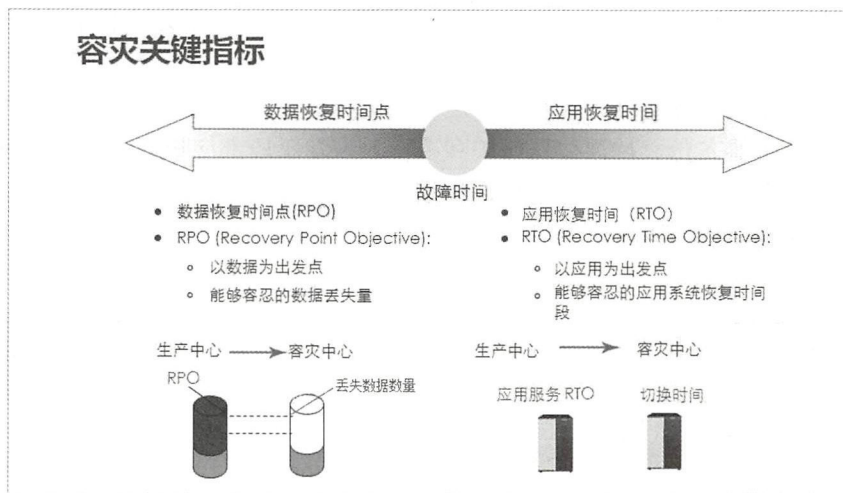 容灾关键指标
数据恢复时间点
应用恢复时间
故障时间
• 数据恢复时间点(RPO)
• RPO (Recovery Point Objective):
∘ 以数据为出发点
∘ 能够容忍的数据丢失量
• 应用恢复时间（RTO）
• RTO (Recovery Time Objective):
∘ 以应用为出发点
∘ 能够容忍的应用系统恢复时间
段
生产中心
容灾中心
RPO
丢失数据数量
生产中心
容灾中心
应用服务 RTO
切换时间